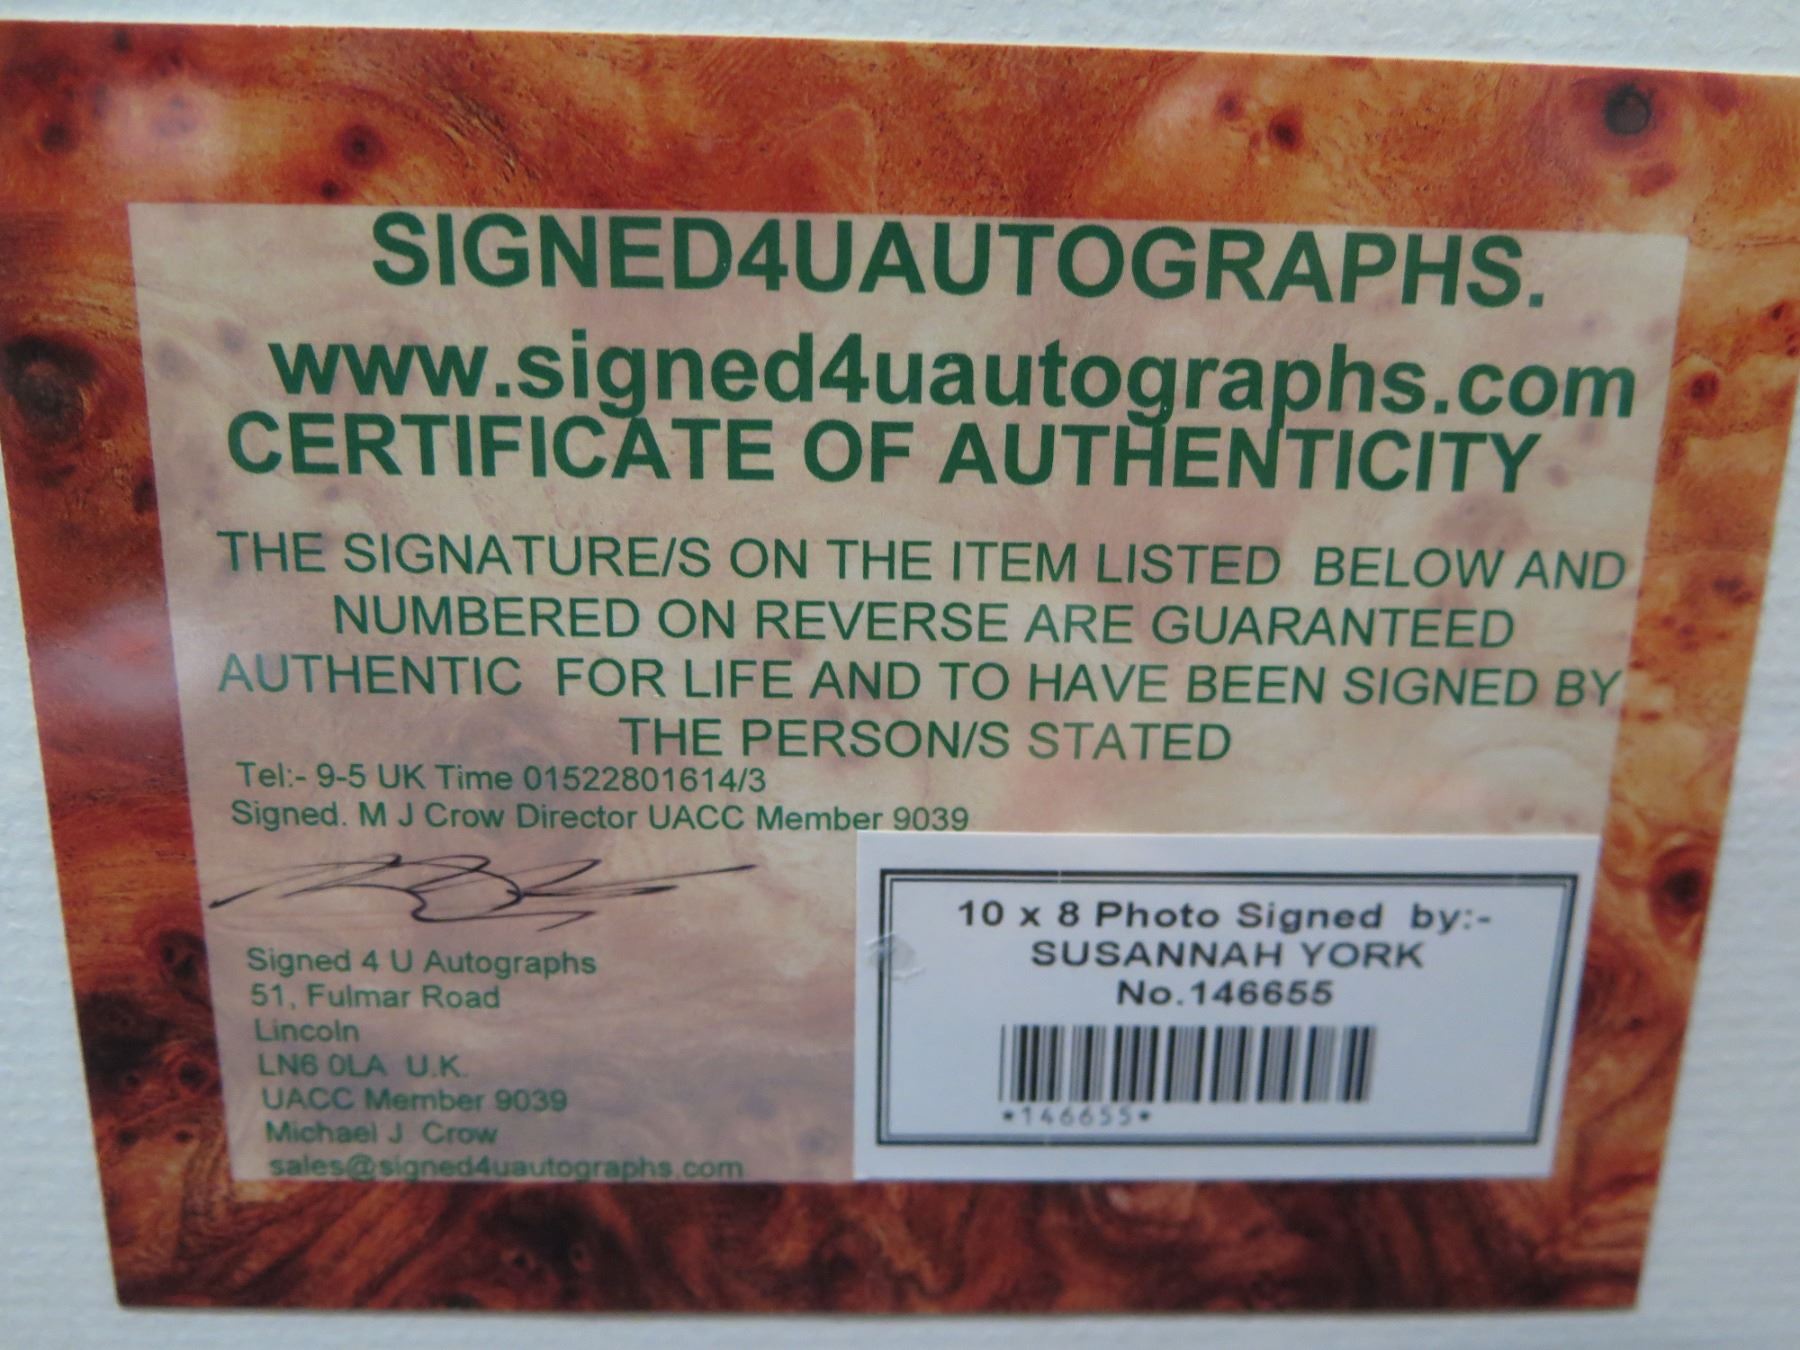 SIGNED4UAUTOGRAPHS.
www.signed4uautographs.com
CERTIFICATE OF AUTHENTICITY
THE SIGNATURE/S ON THE ITEM LISTED BELOW AND
NUMBERED ON REVERSE ARE GUARANTEED
AUTHENTIC FOR LIFE AND TO HAVE BEEN SIGNED BY
THE PERSON/S STATED
Tel:- 9-5 UK Time 01522801614/3
Signed. M J Crow Director UACC Member 9039
Signed 4 U Autographs
51, Fulmar Road
Lincoln
LN6 0LA U.K.
UACC Member 9039
Michael J Crow
sales@signed4uautographs.com
10 x 8 Photo Signed by:-
SUSANNAH YORK
No.146655
*146655*